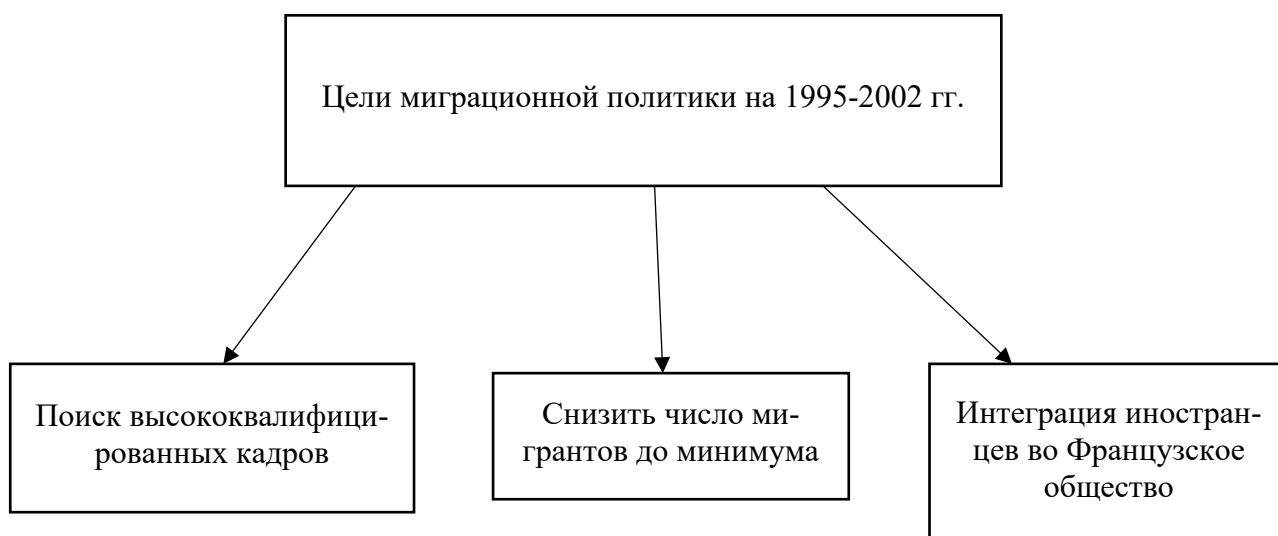 Цели миграционной политики на 1995-2002 гг.
Поиск высококвалифици-
рованных кадров
Снизить число ми-
грантов до минимума
Интеграция иностран-
цев во Французское
общество